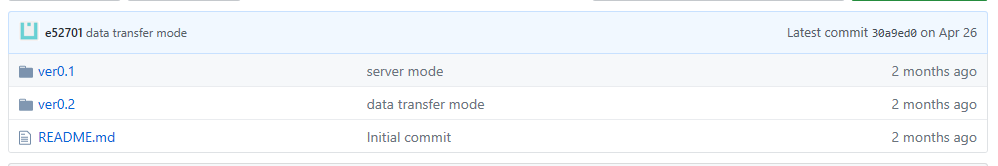 e52701 data transfer mode Latest commit 30a9ed0 on Apr 26
ver0.1 server mode 2 months ago
ver0.2 data transfer mode 2 months ago
README.md Initial commit 2 months ago